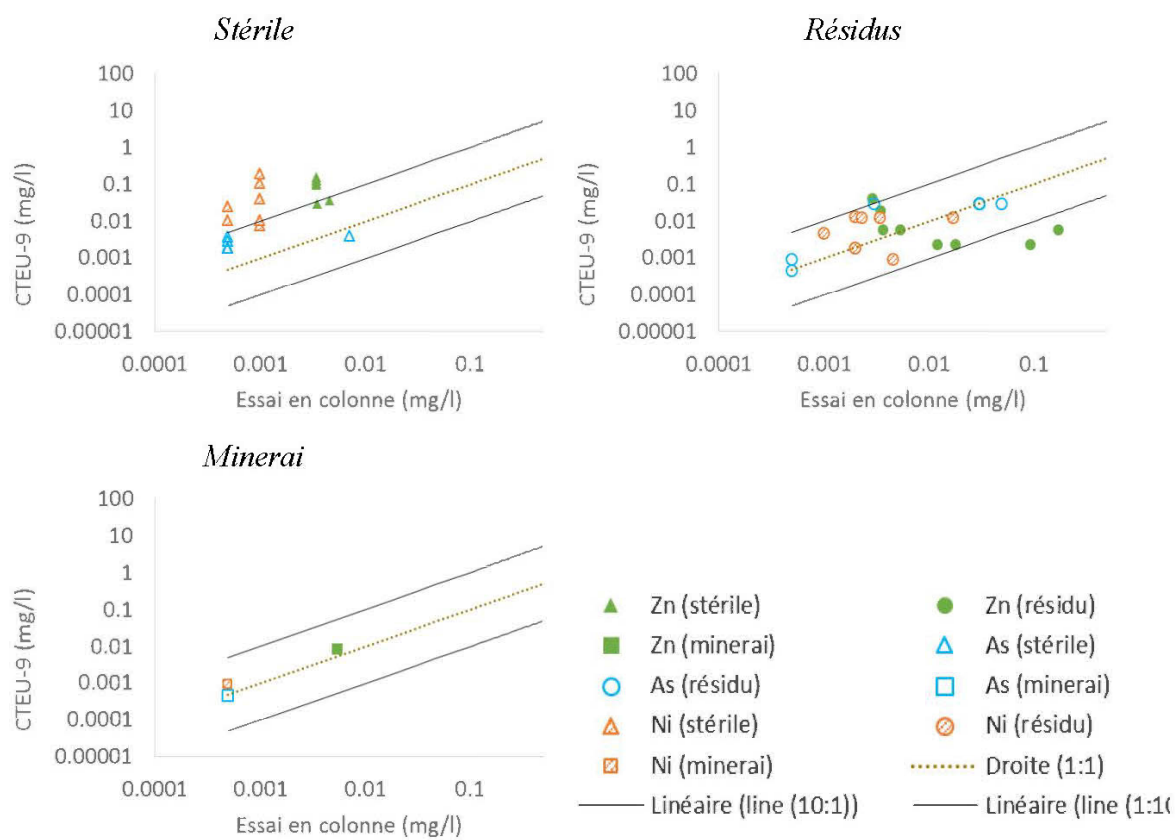 Stérile
100
10
1
0.1
0.01
0.001
0.0001
0.00001
CTEU-9 (mg/l)
0.0001 0.001 0.01 0.1
Essai en colonne (mg/l)
Résidus
100
10
1
0.1
0.01
0.001
0.0001
0.00001
CTEU-9 (mg/l)
0.0001 0.001 0.01 0.1
Essai en colonne (mg/l)
Minerai
100
10
1
0.1
0.01
0.001
0.0001
0.00001
CTEU-9 (mg/l)
0.0001 0.001 0.01 0.1
Essai en colonne (mg/l)
Zn (stérile) Zn (résidu)
Zn (minerai) As (stérile)
As (résidu) As (minerai)
Ni (stérile) Ni (résidu)
Ni (minerai) Droite (1:1)
Linéaire (line (10:1)) Linéaire (line (1:10